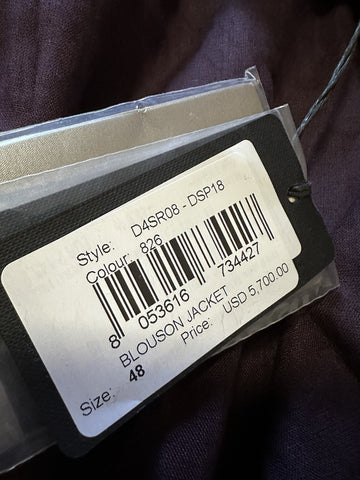 Style: D4SR08 - DSP18
Colour: 826
8 053616 734427
BLOUSON JACKET
Price: USD 5,700.00
Size: 48